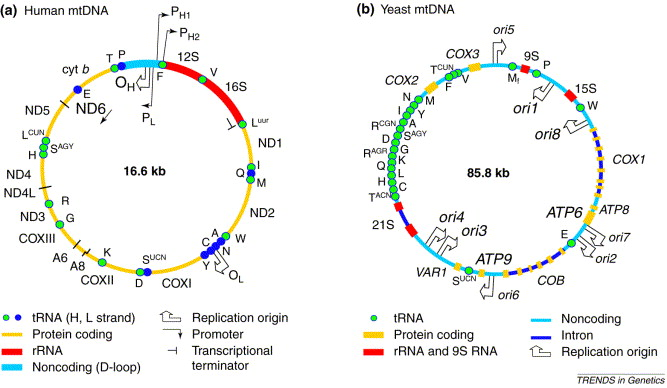 (a) Human mtDNA
P_H1
P_H2
T P
O_H
F
12S
V
16S
P_L
L^uur
ND1
I
Q
M
ND2
W
A
N
C
Y
O_L
COXI
S^UCN
D
COXII
K
A8
A6
COXIII
G
ND3
R
ND4L
ND4
H
S^AGY
L^CUN
ND5
ND6
E
cyt b
16.6 kb
tRNA (H, L strand)
Protein coding
rRNA
Noncoding (D-loop)
Replication origin
Promoter
Transcriptional
terminator
(b) Yeast mtDNA
ori5
COX3
T^CUN
F
V
M_f
9S
P
ori1
15S
W
ori8
COX1
ATP6
ATP8
ori7
ori2
E
COB
ATP9
ori6
S^UCN
VAR1
ori4
ori3
21S
T^ACN
C
H
L
Q
K
R^AGR
G
D
S^AGY
R^CGN
A
I
Y
N
M
COX2
85.8 kb
tRNA
Protein coding
rRNA and 9S RNA
Noncoding
Intron
Replication origin
TRENDS in Genetics